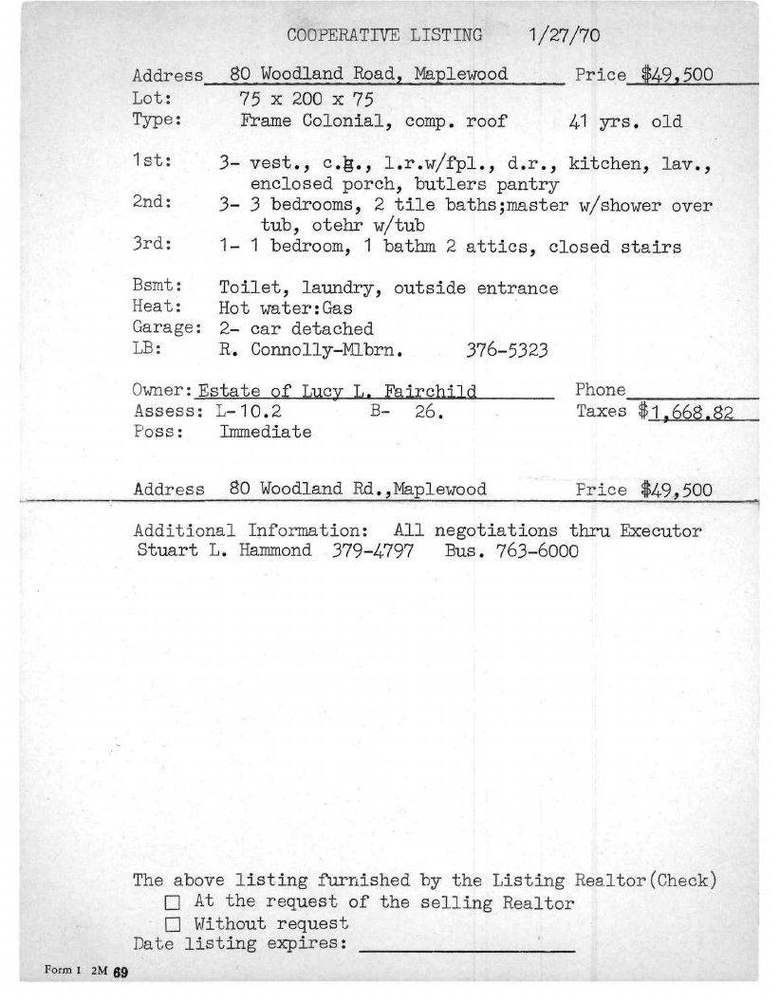 COOPERATIVE LISTING 1/27/70
Address 80 Woodland Road, Maplewood Price $49,500
Lot: 75 x 200 x 75
Type: Frame Colonial, comp. roof 41 yrs. old
1st: 3- vest., c.h., l.r.w/fpl., d.r., kitchen, lav.,
enclosed porch, butlers pantry
2nd: 3- 3 bedrooms, 2 tile baths;master w/shower over
tub, otehr w/tub
3rd: 1- 1 bedroom, 1 bathm 2 attics, closed stairs
Bsmt: Toilet, laundry, outside entrance
Heat: Hot water:Gas
Garage: 2- car detached
LB: R. Connolly-Mlbrn. 376-5323
Owner: Estate of Lucy L. Fairchild Phone
Assess: L-10.2 B- 26. Taxes $1,668.82
Poss: Immediate
Address 80 Woodland Rd.,Maplewood Price $49,500
Additional Information: All negotiations thru Executor
Stuart L. Hammond 379-4797 Bus. 763-6000
The above listing furnished by the Listing Realtor(Check)
At the request of the selling Realtor
Without request
Date listing expires:
Form 1 2M 69